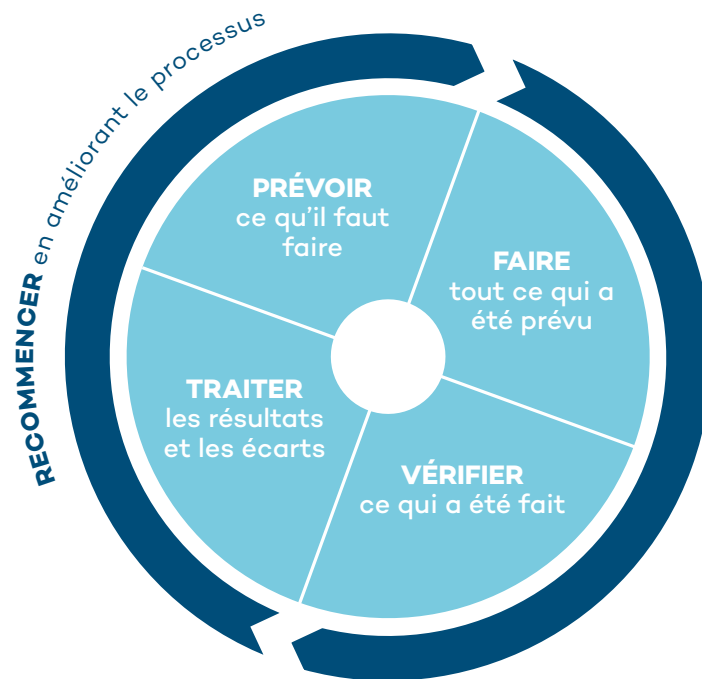 RECOMMENCER en améliorant le processus
PRÉVOIR
ce qu'il faut
faire
FAIRE
tout ce qui a
été prévu
VÉRIFIER
ce qui a été fait
TRAITER
les résultats
et les écarts